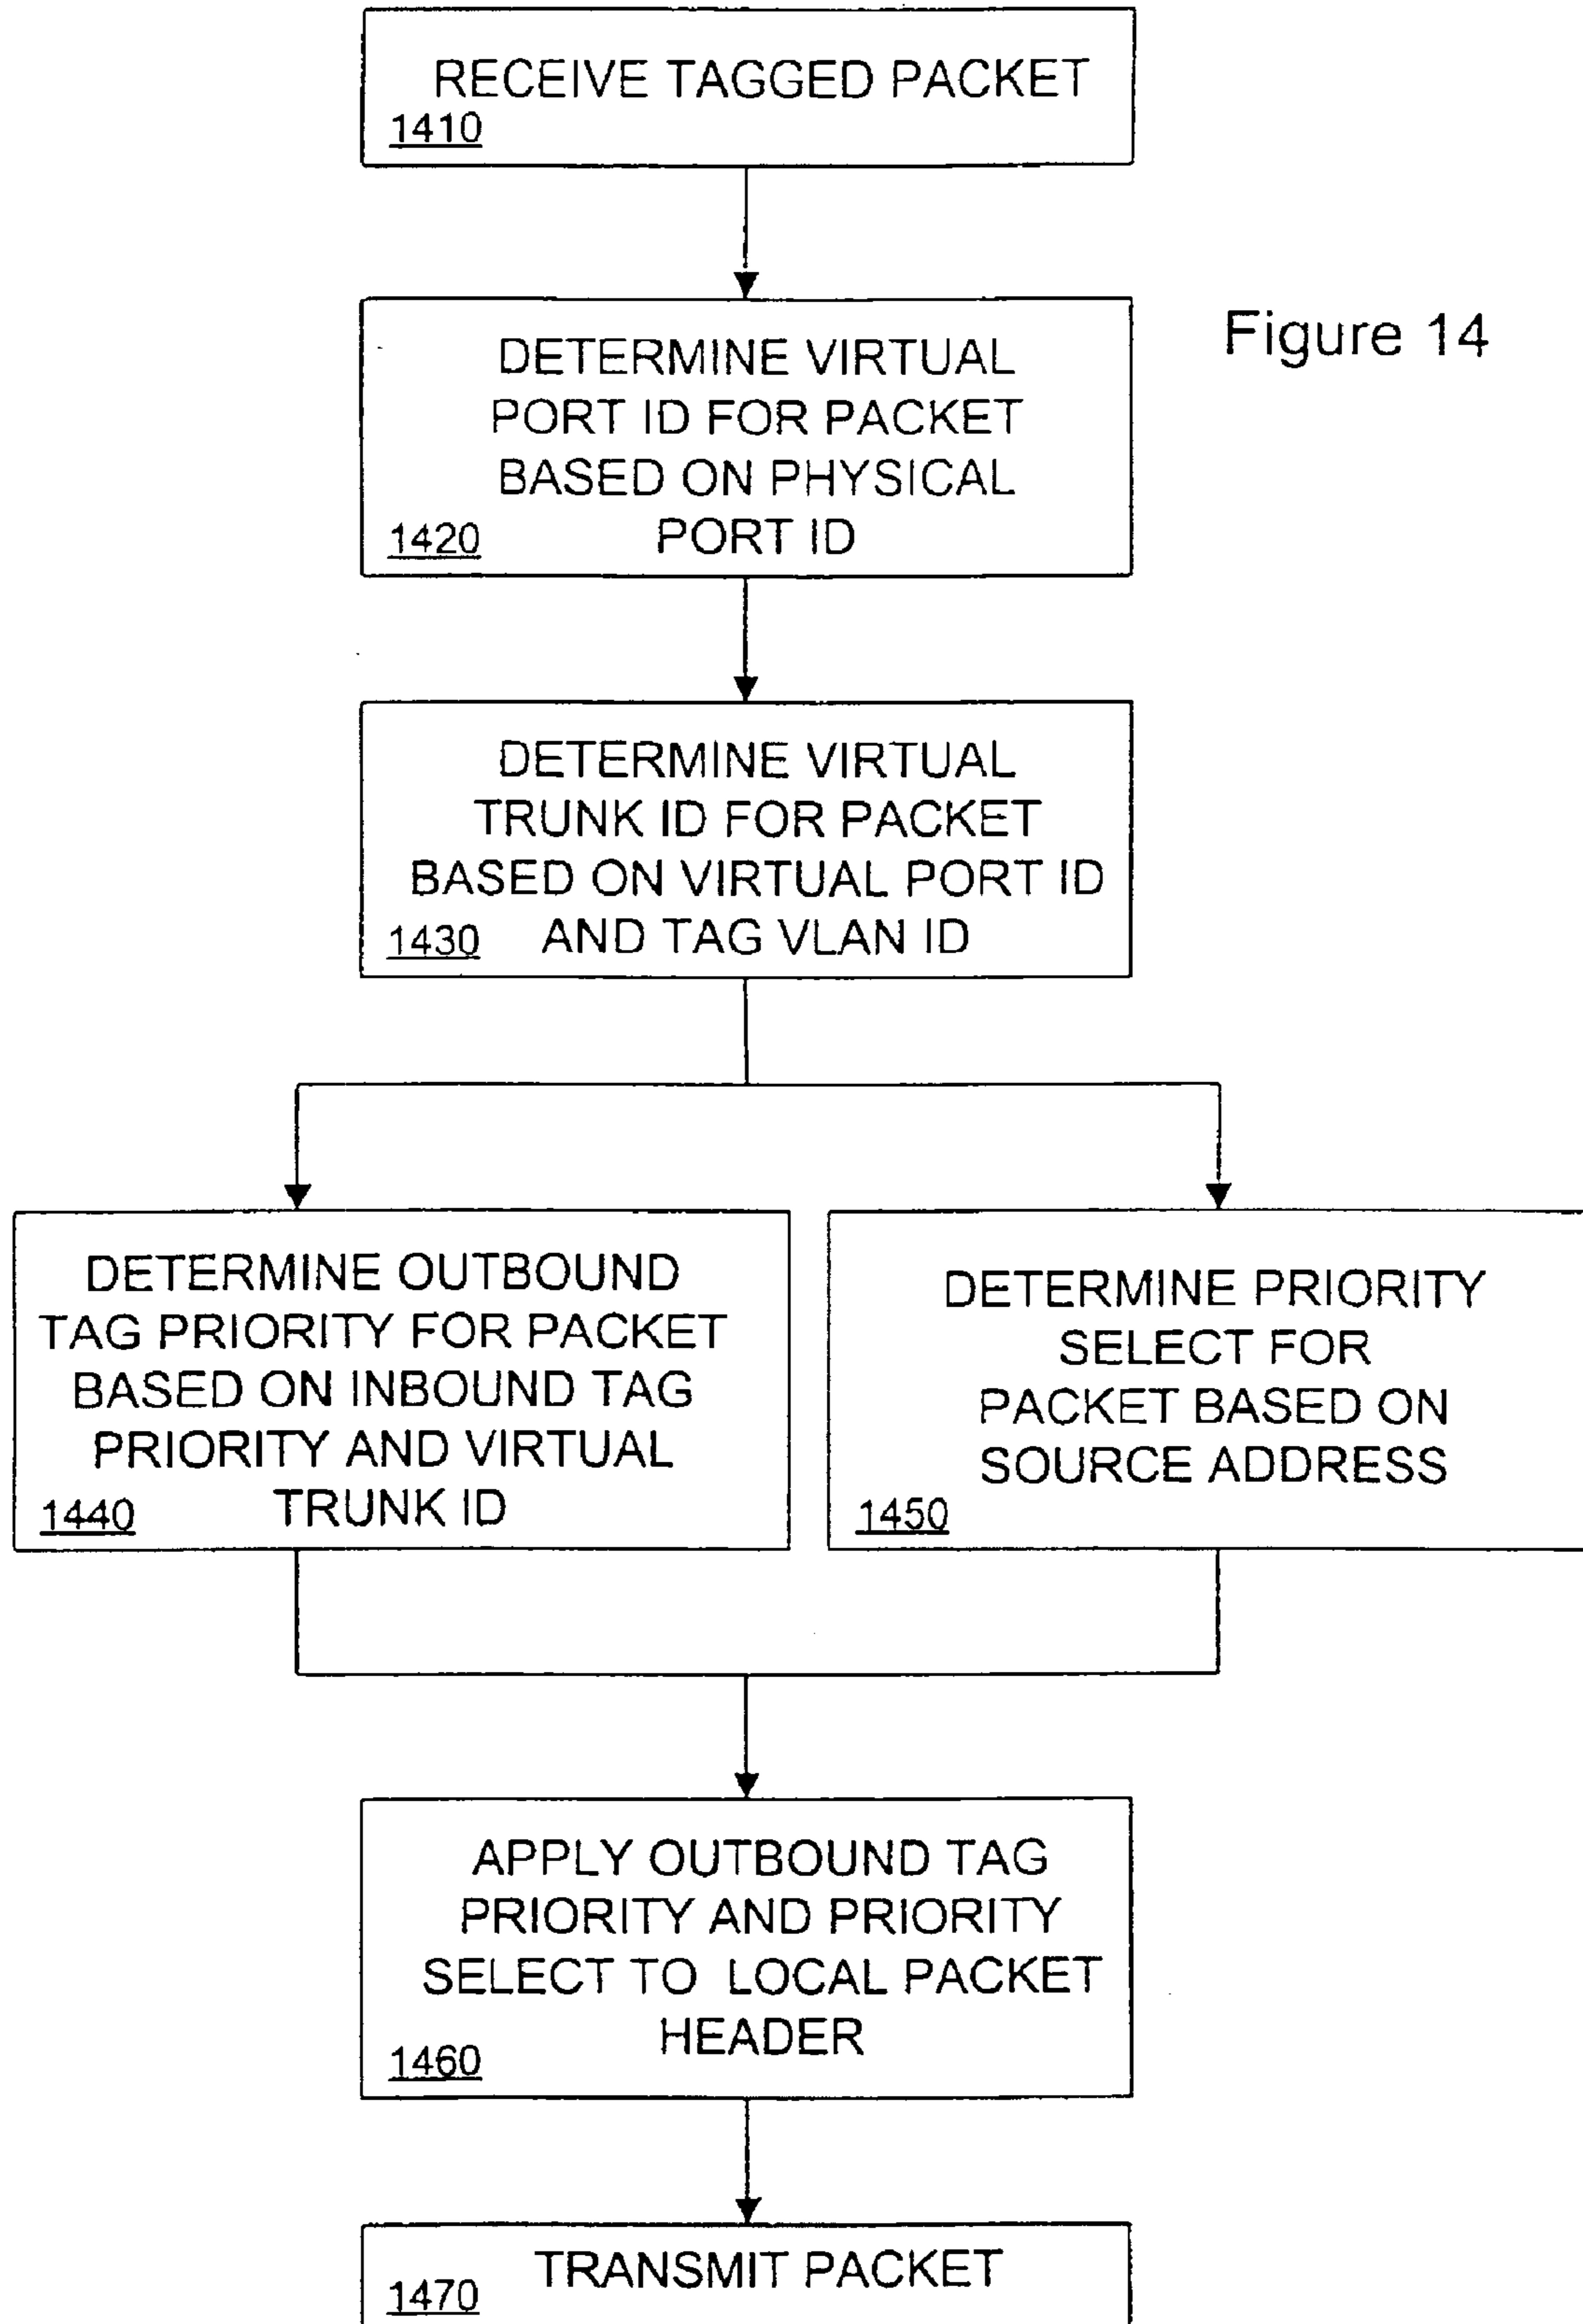 RECEIVE TAGGED PACKET
1410
Figure 14
DETERMINE VIRTUAL
PORT ID FOR PACKET
BASED ON PHYSICAL
PORT ID
1420
DETERMINE VIRTUAL
TRUNK ID FOR PACKET
BASED ON VIRTUAL PORT ID
AND TAG VLAN ID
1430
DETERMINE OUTBOUND
TAG PRIORITY FOR PACKET
BASED ON INBOUND TAG
PRIORITY AND VIRTUAL
TRUNK ID
1440
DETERMINE PRIORITY
SELECT FOR
PACKET BASED ON
SOURCE ADDRESS
1450
APPLY OUTBOUND TAG
PRIORITY AND PRIORITY
SELECT TO LOCAL PACKET
HEADER
1460
TRANSMIT PACKET
1470